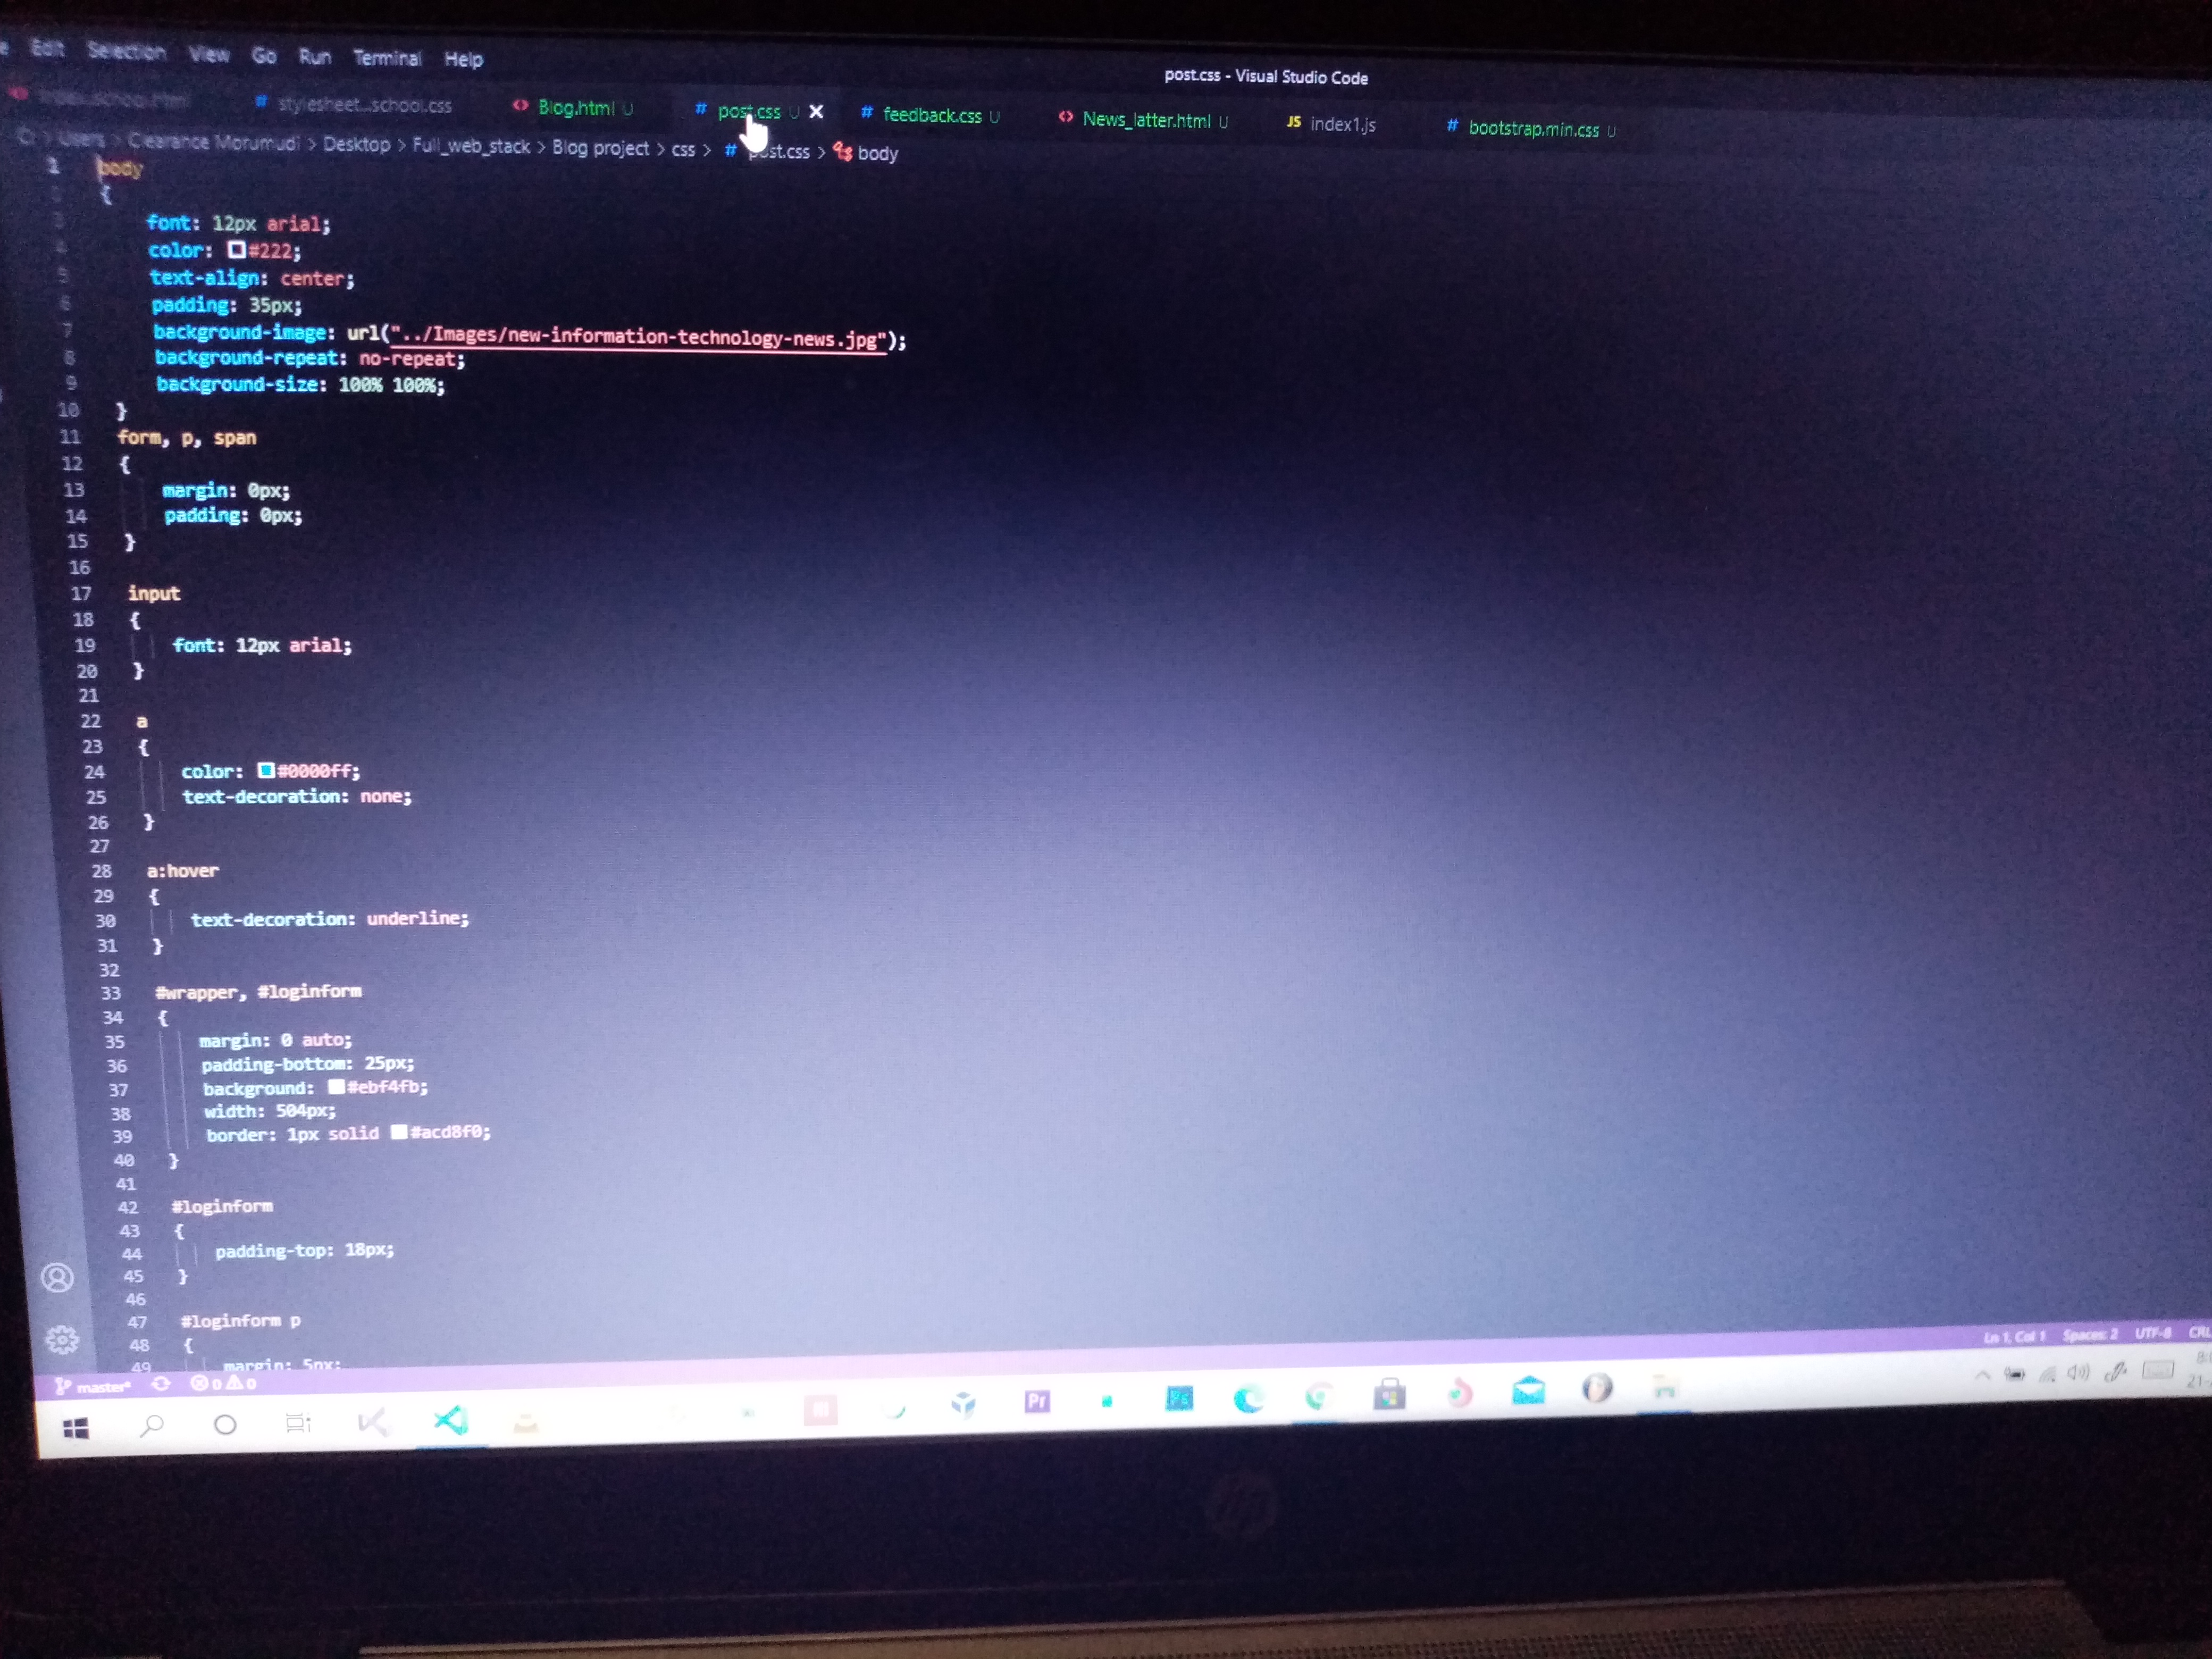 Edit Selection View Go Run Terminal Help
post.css - Visual Studio Code
stylesheet...school.css Blog.html U post.css U feedback.css U News_latter.html U JS index1.js bootstrap.min.css U
Users > Clearance Morumudi > Desktop > Full_web_stack > Blog project > css > # post.css > body
1 body
{
font: 12px arial;
4 color: #222;
5 text-align: center;
6 padding: 35px;
7 background-image: url("../Images/new-information-technology-news.jpg");
8 background-repeat: no-repeat;
9 background-size: 100% 100%;
10 }
11 form, p, span
12 {
13 margin: 0px;
14 padding: 0px;
15 }
16
17 input
18 {
19 font: 12px arial;
20 }
21
22 a
23 {
24 color: #0000ff;
25 text-decoration: none;
26 }
27
28 a:hover
29 {
30 text-decoration: underline;
31 }
32
33 #wrapper, #loginform
34 {
35 margin: 0 auto;
36 padding-bottom: 25px;
37 background: #ebf4fb;
38 width: 504px;
39 border: 1px solid #acd8f0;
40 }
41
42 #loginform
43 {
44 padding-top: 18px;
45 }
46
47 #loginform p
48 {
49 margin: 5px;
master* 0 0 Ln 1, Col 1 Spaces: 2 UTF-8
Pr
hp